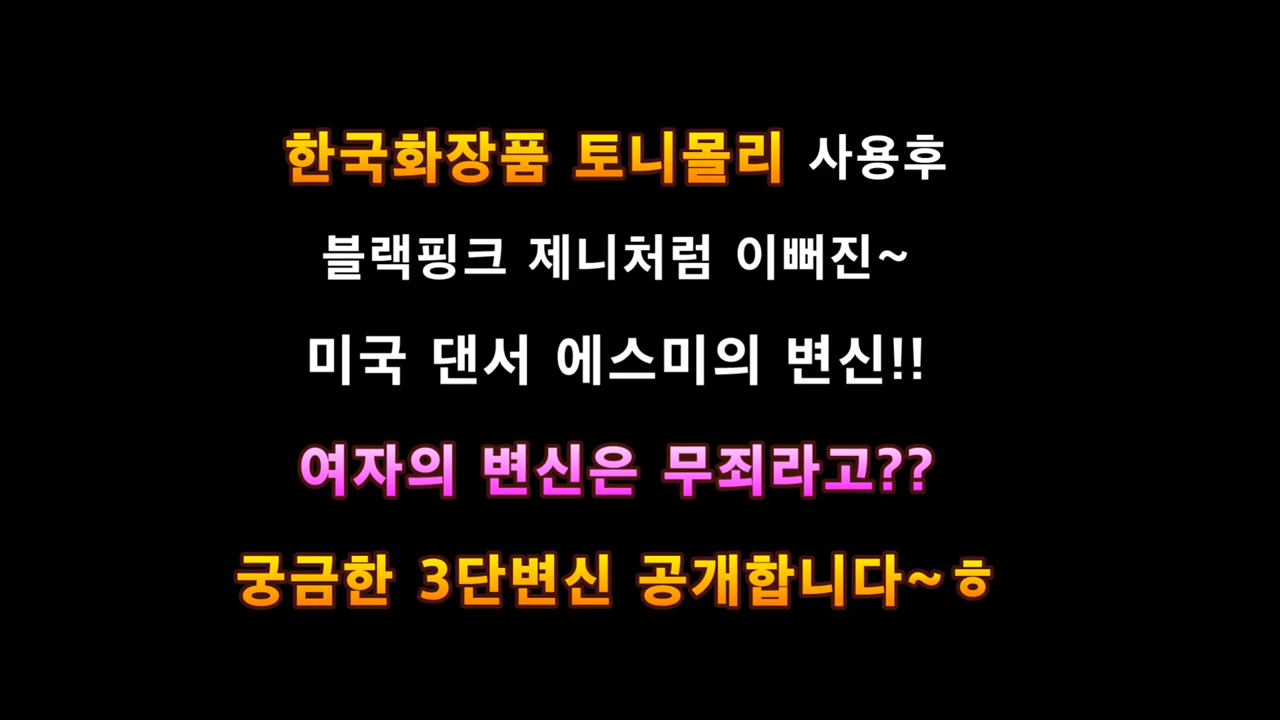 한국화장품 토니몰리 사용후
블랙핑크 제니처럼 이뻐진~
미국 댄서 에스미의 변신!!
여자의 변신은 무죄라고??
궁금한 3단변신 공개합니다~ㅎ